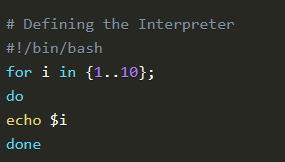 # Defining the Interpreter
#!/bin/bash
for i in {1..10};
do
echo $i
done